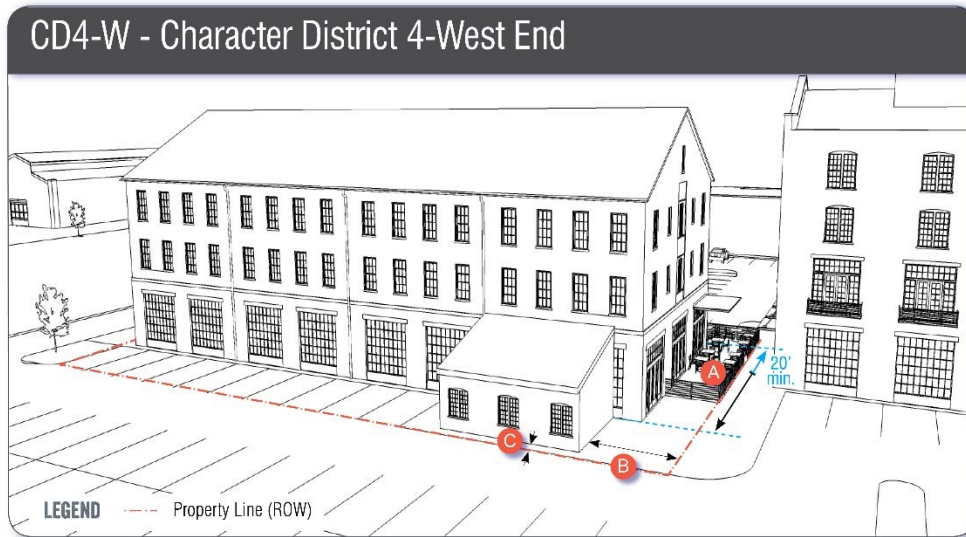 CD4-W - Character District 4-West End
A
20'
min.
C
B
LEGEND
Property Line (ROW)